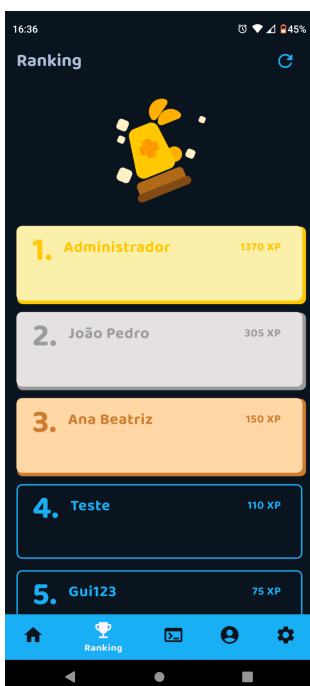 16:36
45%
Ranking
1. Administrador 1370 XP
2. João Pedro 305 XP
3. Ana Beatriz 150 XP
4. Teste 110 XP
5. Gui123 75 XP
Ranking